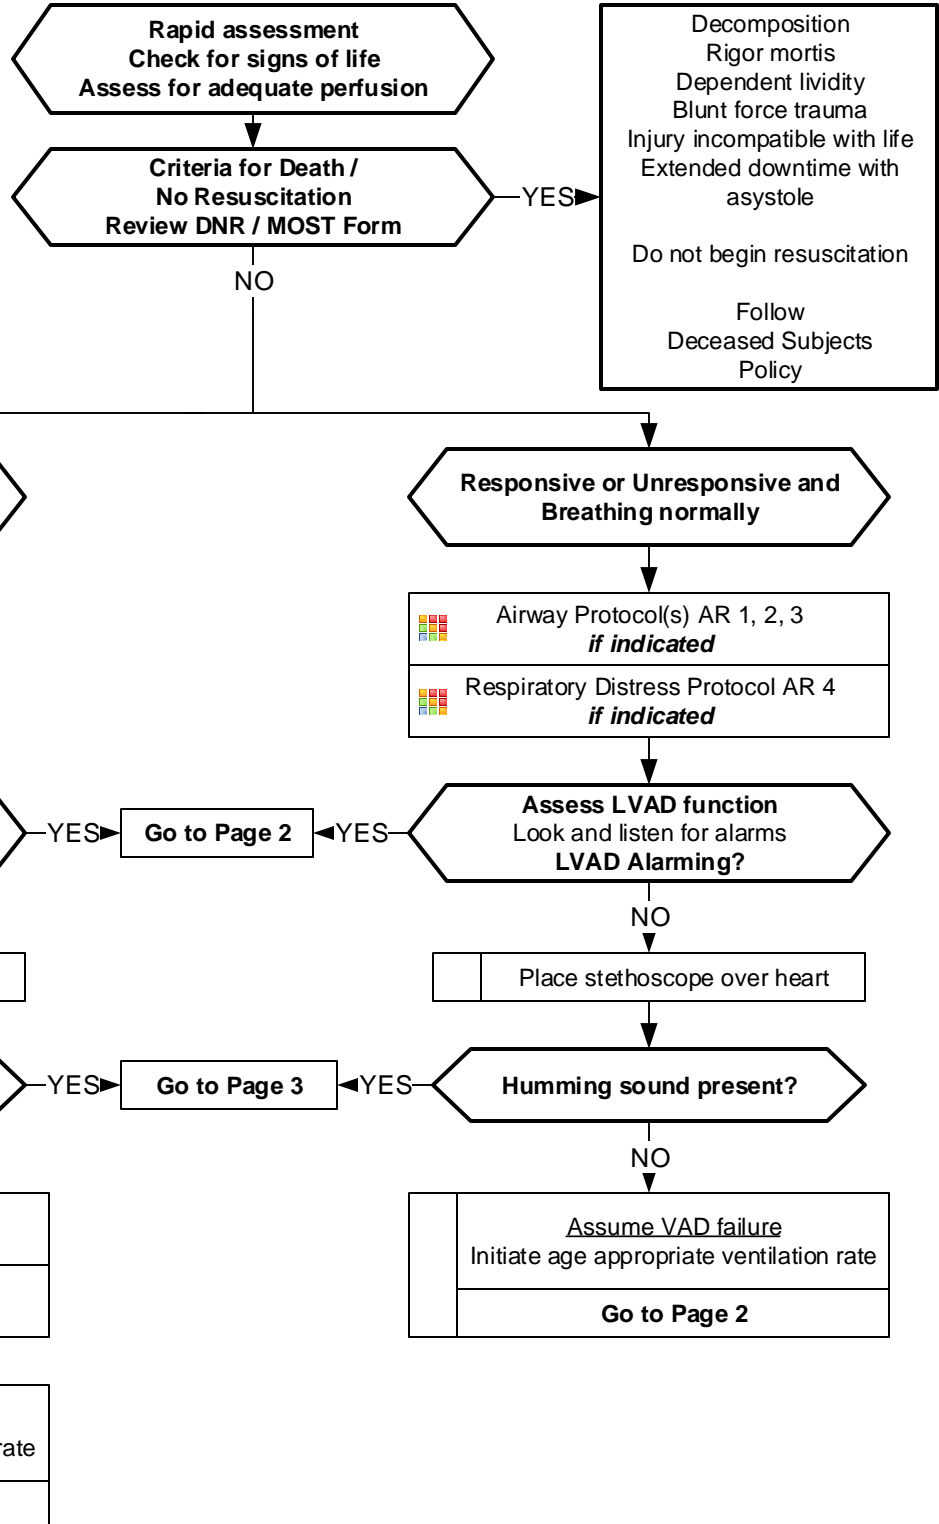 Rapid assessment
Check for signs of life
Assess for adequate perfusion
Decomposition
Rigor mortis
Dependent lividity
Blunt force trauma
Injury incompatible with life
Extended downtime with
asystole
Do not begin resuscitation
Follow
Deceased Subjects
Policy
Criteria for Death /
No Resuscitation
Review DNR / MOST Form
YES
NO
Responsive or Unresponsive and
Breathing normally
Airway Protocol(s) AR 1, 2, 3
if indicated
Respiratory Distress Protocol AR 4
if indicated
Assess LVAD function
Look and listen for alarms
LVAD Alarming?
YES
Go to Page 2
YES
NO
Place stethoscope over heart
YES
Go to Page 3
YES
Humming sound present?
NO
Assume VAD failure
Initiate age appropriate ventilation rate
Go to Page 2
rate